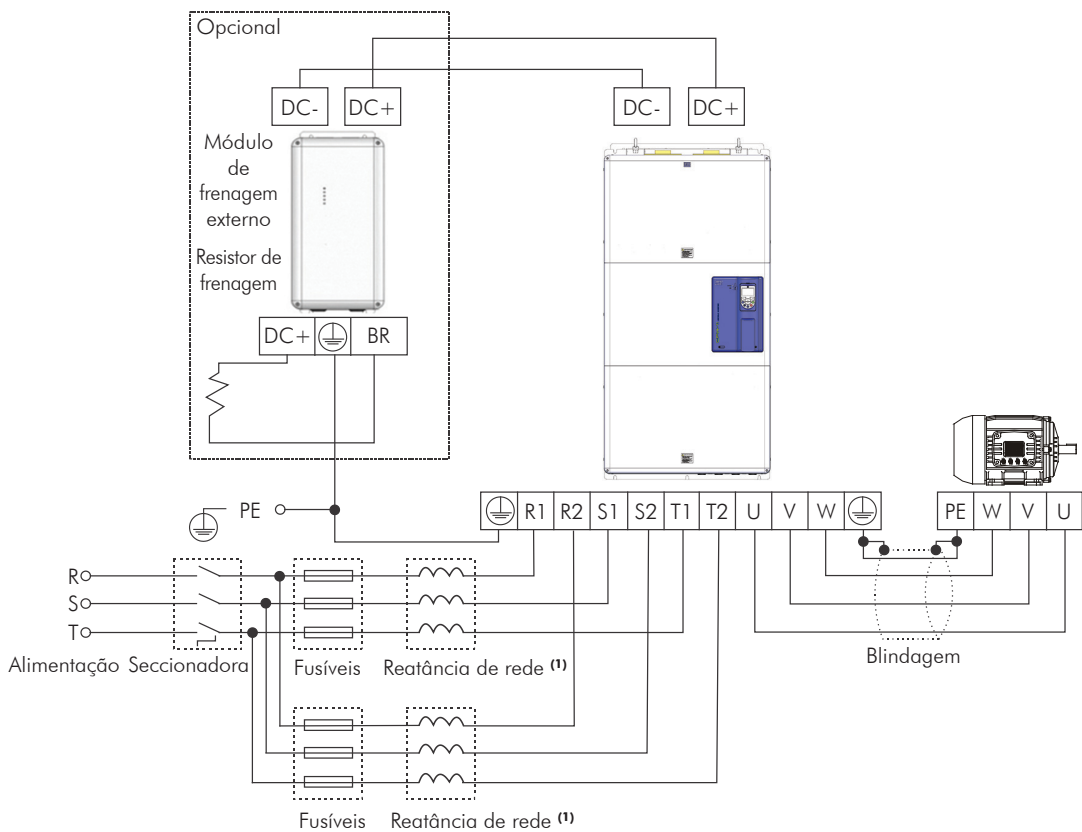 Opcional
DC- DC+
DC- DC+
Módulo
de
frenagem
externo
Resistor de
frenagem
DC+ BR
PE
R1 R2 S1 S2 T1 T2 U V W
PE W V U
R
S
T
Alimentação Seccionadora Fusíveis Reatância de rede (1)
Blindagem
Fusíveis Reatância de rede (1)